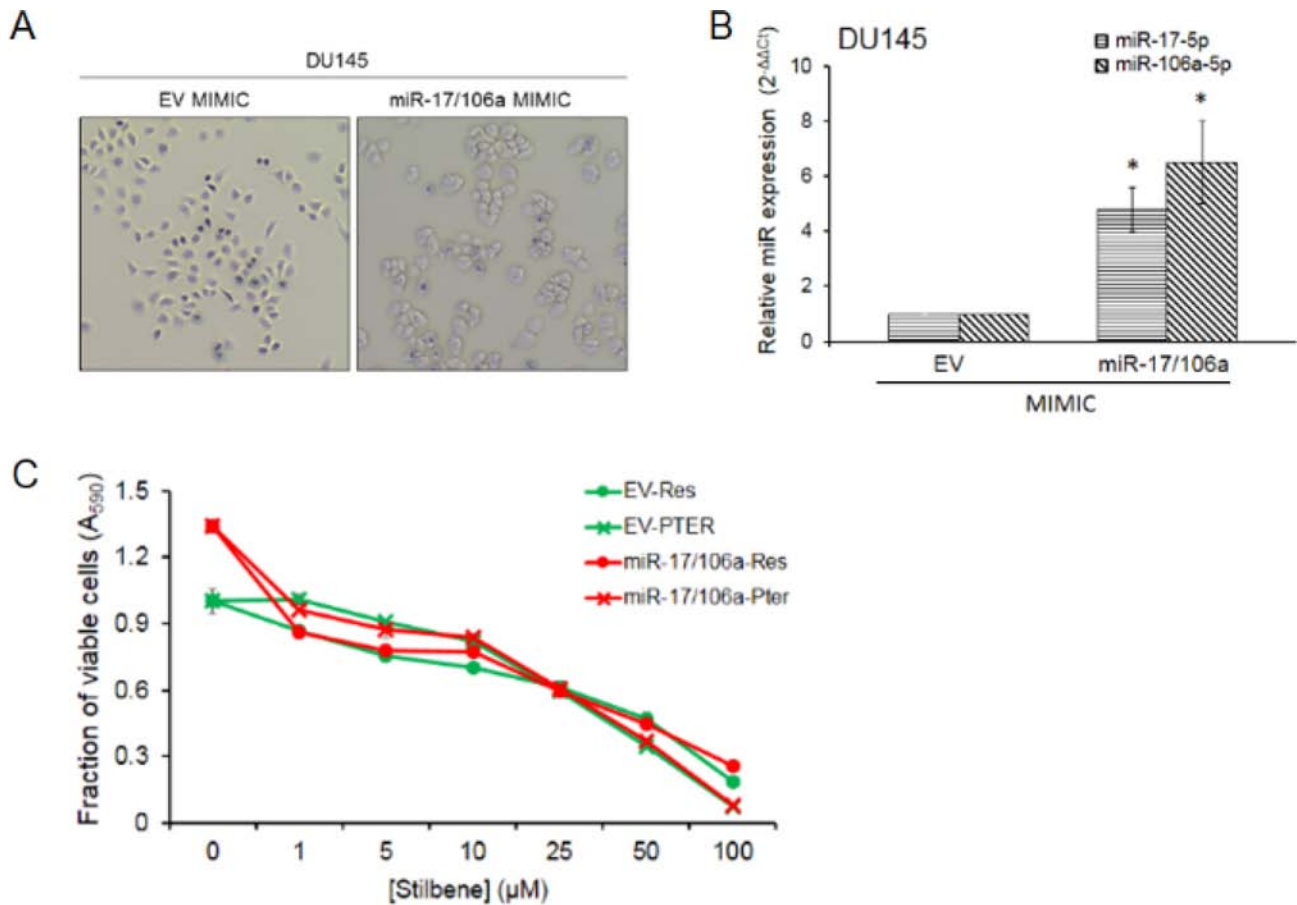 A
DU145
EV MIMIC
miR-17/106a MIMIC
B
DU145
miR-17-5p
miR-106a-5p
Relative miR expression (2^-ΔΔCt)
10
8
6
4
2
0
*
*
EV
miR-17/106a
MIMIC
C
Fraction of viable cells (A590)
1.5
1.2
0.9
0.6
0.3
0
EV-Res
EV-PTER
miR-17/106a-Res
miR-17/106a-Pter
0 1 5 10 25 50 100
[Stilbene] (µM)